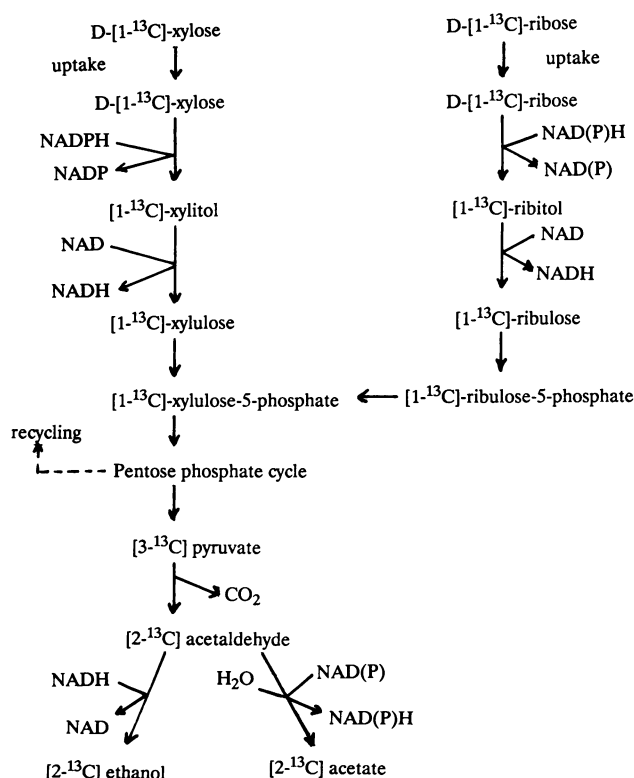 D-[1-¹³C]-xylose
uptake
D-[1-¹³C]-xylose
NADPH
NADP
[1-¹³C]-xylitol
NAD
NADH
[1-¹³C]-xylulose
[1-¹³C]-xylulose-5-phosphate
D-[1-¹³C]-ribose
uptake
D-[1-¹³C]-ribose
NAD(P)H
NAD(P)
[1-¹³C]-ribitol
NAD
NADH
[1-¹³C]-ribulose
[1-¹³C]-ribulose-5-phosphate
recycling
Pentose phosphate cycle
[3-¹³C] pyruvate
CO₂
[2-¹³C] acetaldehyde
NADH
NAD
[2-¹³C] ethanol
H₂O
NAD(P)
NAD(P)H
[2-¹³C] acetate